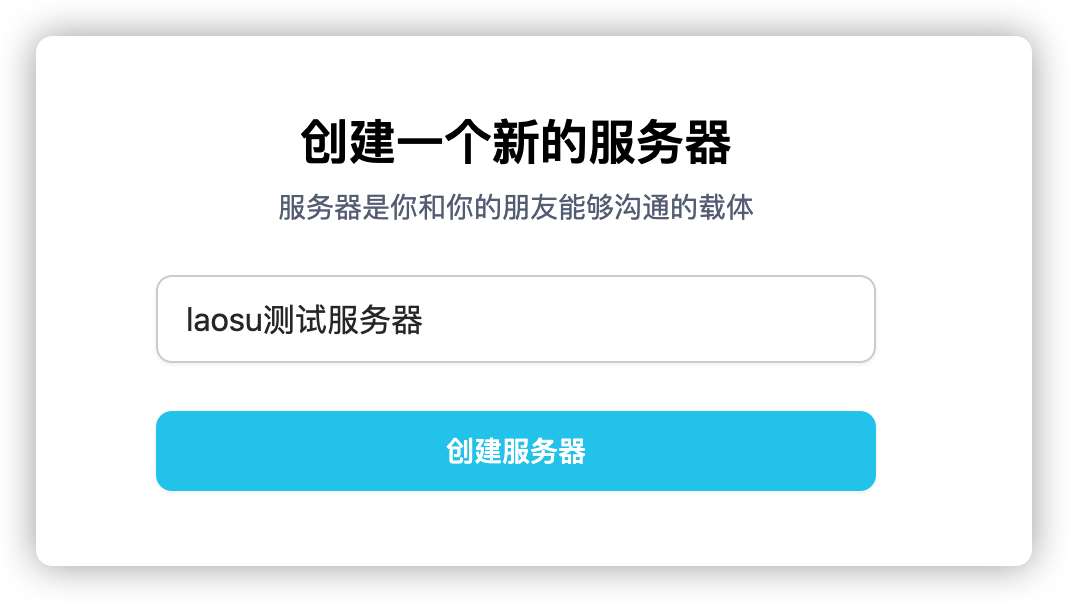 创建一个新的服务器
服务器是你和你的朋友能够沟通的载体
laosu测试服务器
创建服务器